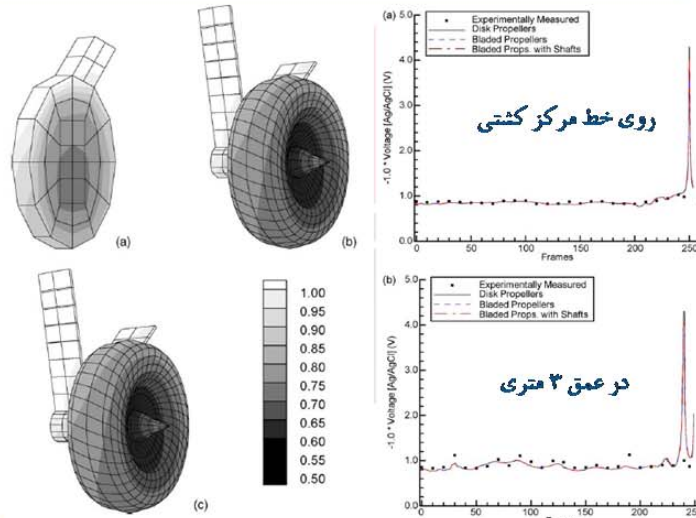 (a)
(b)
(c)
1.00
0.95
0.90
0.85
0.80
0.75
0.70
0.65
0.60
0.55
0.50
(a)
5.0
4.0
3.0
2.0
1.0
0.0
-1.0 * Voltage [Ag/AgCl] (V)
Experimentally Measured
Disk Propellers
Bladed Propellers
Bladed Props. with Shafts
روی خط مرکز کشتی
0 50 100 150 200 250
Frames
(b)
5.0
4.0
3.0
2.0
1.0
0.0
-1.0 * Voltage [Ag/AgCl] (V)
Experimentally Measured
Disk Propellers
Bladed Propellers
Bladed Props. with Shafts
در عمق ۳ متری
0 50 100 150 200 250